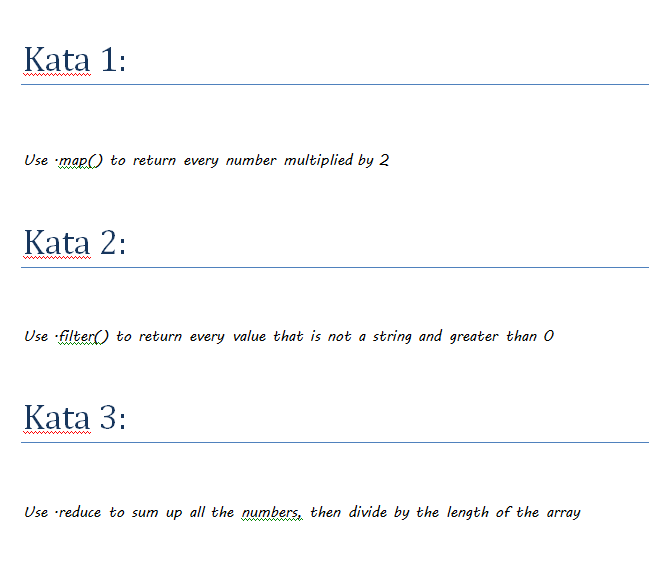 Kata 1:
Use .map() to return every number multiplied by 2
Kata 2:
Use .filter() to return every value that is not a string and greater than 0
Kata 3:
Use .reduce to sum up all the numbers, then divide by the length of the array